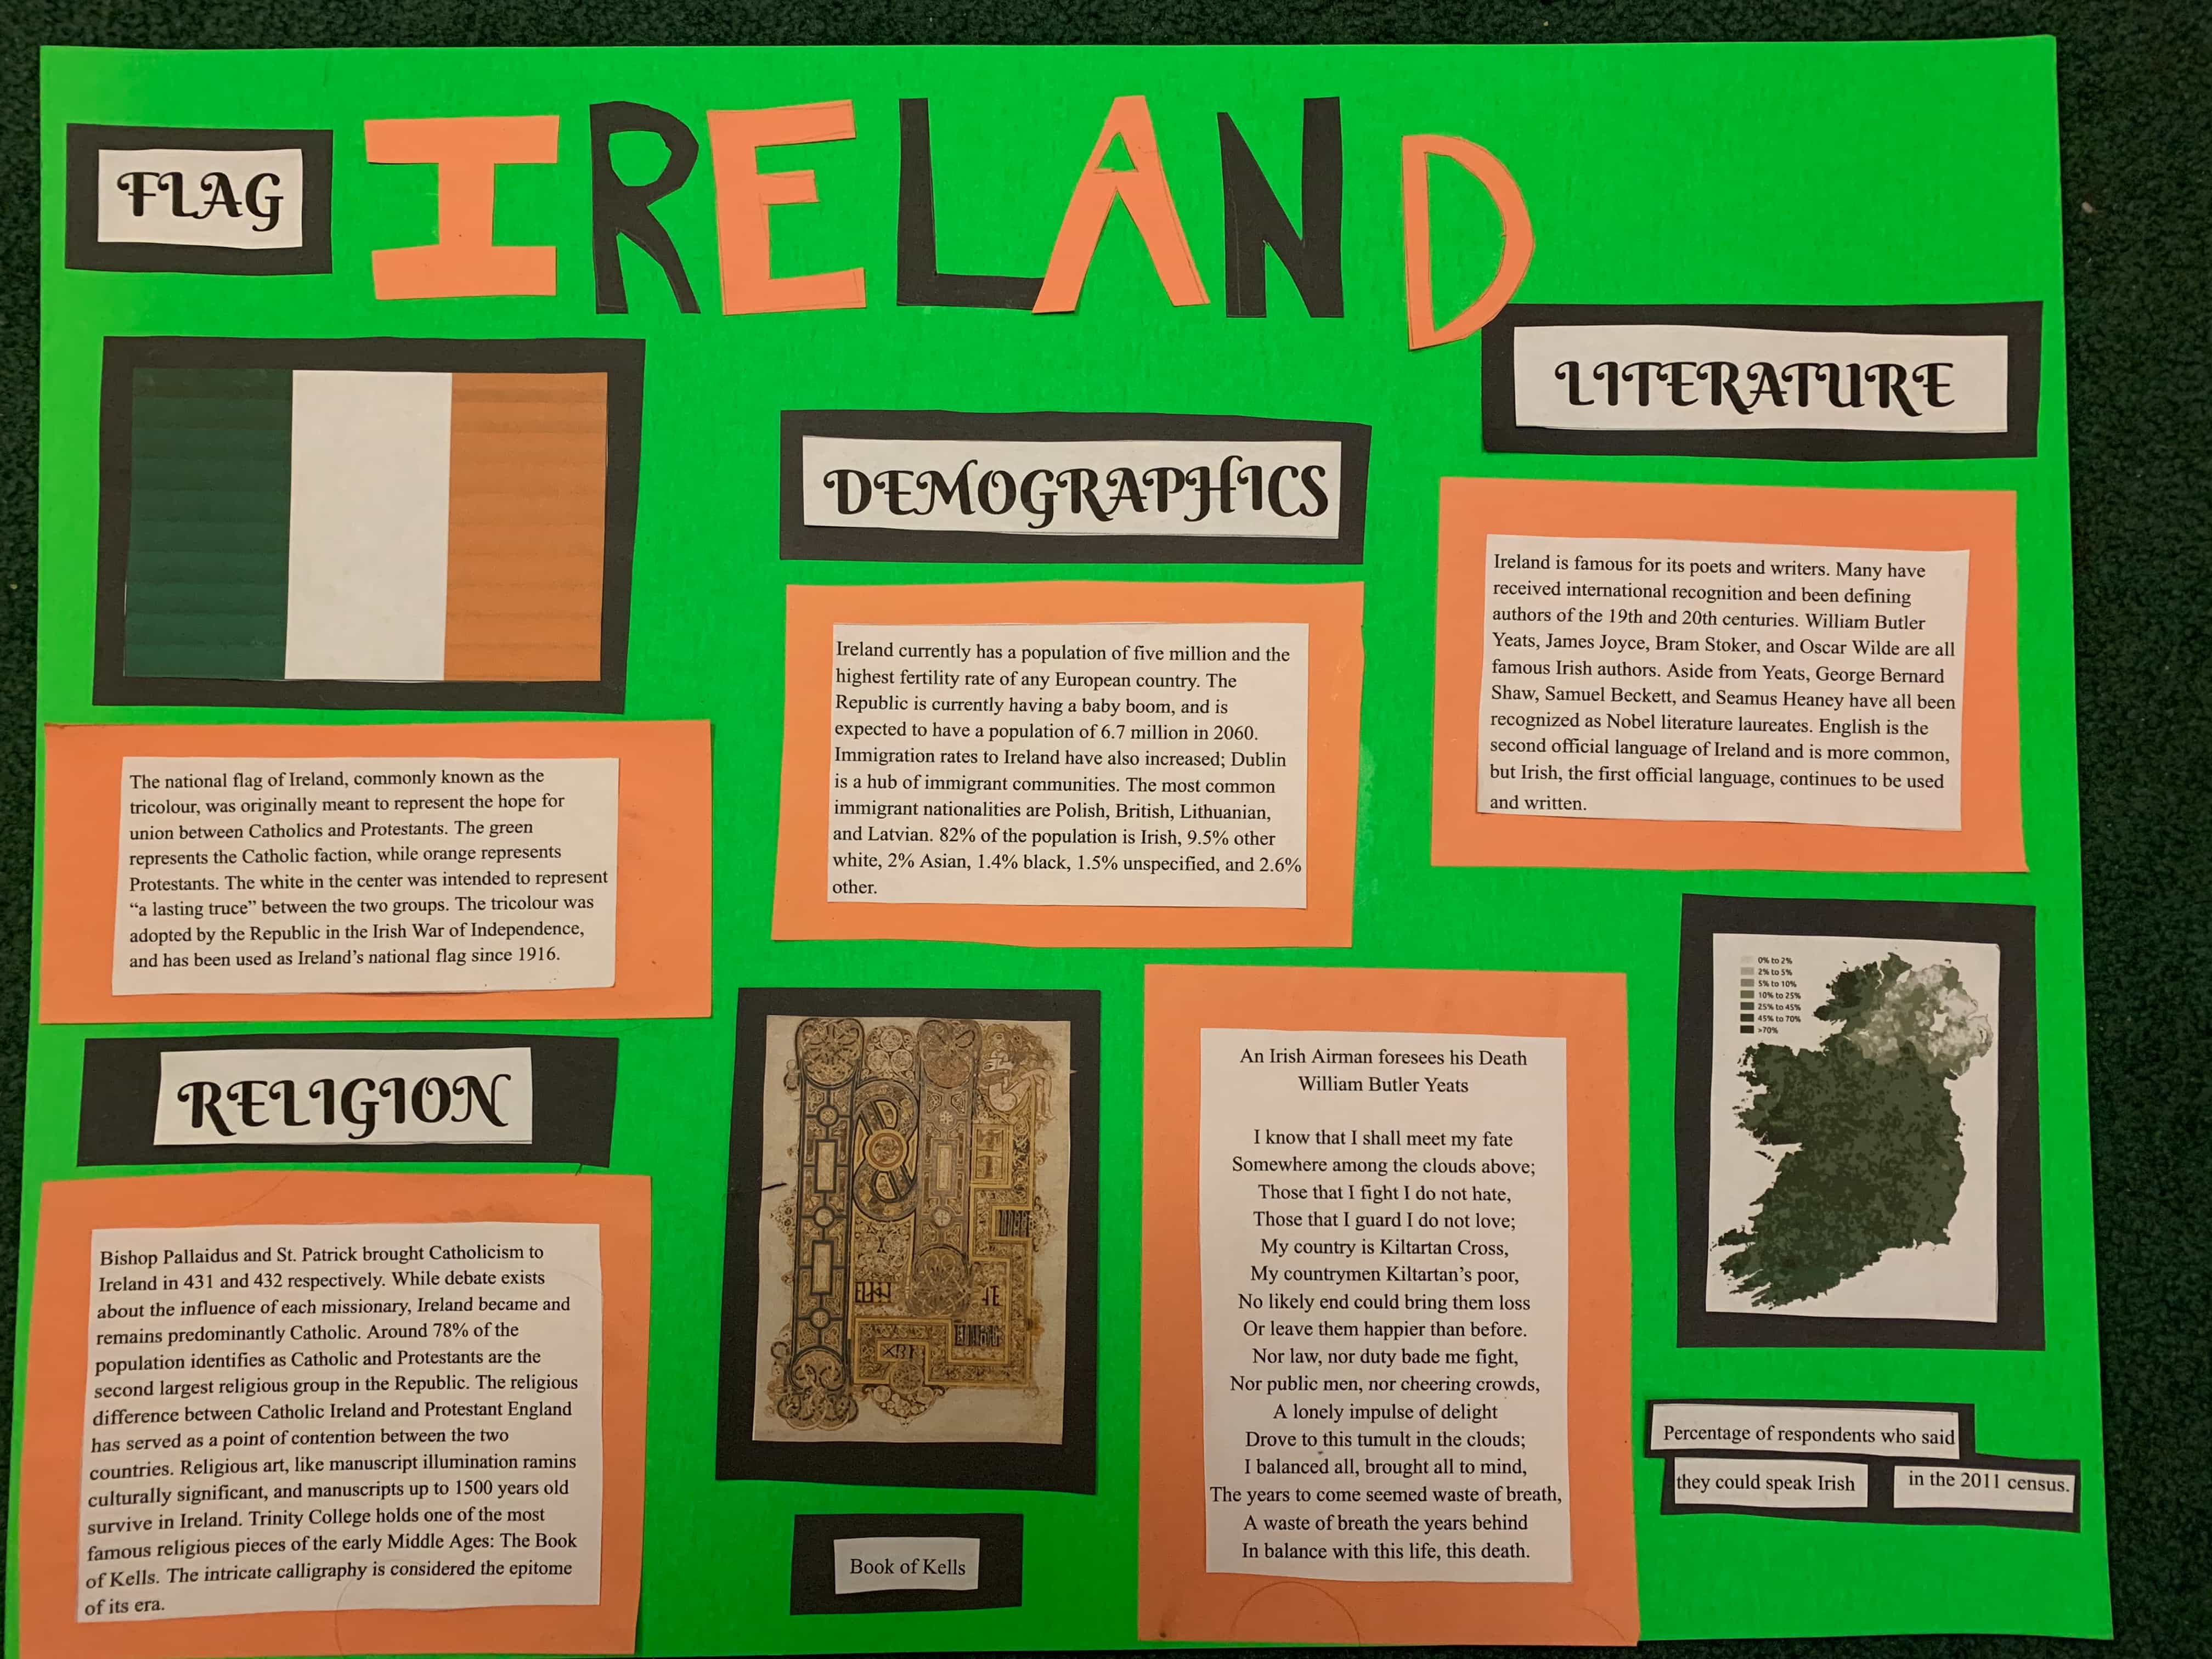 IRELAND
FLAG
The national flag of Ireland, commonly known as the
tricolour, was originally meant to represent the hope for
union between Catholics and Protestants. The green
represents the Catholic faction, while orange represents
Protestants. The white in the center was intended to represent
“a lasting truce” between the two groups. The tricolour was
adopted by the Republic in the Irish War of Independence,
and has been used as Ireland’s national flag since 1916.
RELIGION
Bishop Pallaidus and St. Patrick brought Catholicism to
Ireland in 431 and 432 respectively. While debate exists
about the influence of each missionary, Ireland became and
remains predominantly Catholic. Around 78% of the
population identifies as Catholic and Protestants are the
second largest religious group in the Republic. The religious
difference between Catholic Ireland and Protestant England
has served as a point of contention between the two
countries. Religious art, like manuscript illumination ramins
culturally significant, and manuscripts up to 1500 years old
survive in Ireland. Trinity College holds one of the most
famous religious pieces of the early Middle Ages: The Book
of Kells. The intricate calligraphy is considered the epitome
of its era.
DEMOGRAPHICS
Ireland currently has a population of five million and the
highest fertility rate of any European country. The
Republic is currently having a baby boom, and is
expected to have a population of 6.7 million in 2060.
Immigration rates to Ireland have also increased; Dublin
is a hub of immigrant communities. The most common
immigrant nationalities are Polish, British, Lithuanian,
and Latvian. 82% of the population is Irish, 9.5% other
white, 2% Asian, 1.4% black, 1.5% unspecified, and 2.6%
other.
Book of Kells
An Irish Airman foresees his Death
William Butler Yeats
I know that I shall meet my fate
Somewhere among the clouds above;
Those that I fight I do not hate,
Those that I guard I do not love;
My country is Kiltartan Cross,
My countrymen Kiltartan’s poor,
No likely end could bring them loss
Or leave them happier than before.
Nor law, nor duty bade me fight,
Nor public men, nor cheering crowds,
A lonely impulse of delight
Drove to this tumult in the clouds;
I balanced all, brought all to mind,
The years to come seemed waste of breath,
A waste of breath the years behind
In balance with this life, this death.
LITERATURE
Ireland is famous for its poets and writers. Many have
received international recognition and been defining
authors of the 19th and 20th centuries. William Butler
Yeats, James Joyce, Bram Stoker, and Oscar Wilde are all
famous Irish authors. Aside from Yeats, George Bernard
Shaw, Samuel Beckett, and Seamus Heaney have all been
recognized as Nobel literature laureates. English is the
second official language of Ireland and is more common,
but Irish, the first official language, continues to be used
and written.
0% to 2%
2% to 5%
5% to 10%
10% to 25%
25% to 45%
45% to 70%
>70%
Percentage of respondents who said
they could speak Irish in the 2011 census.